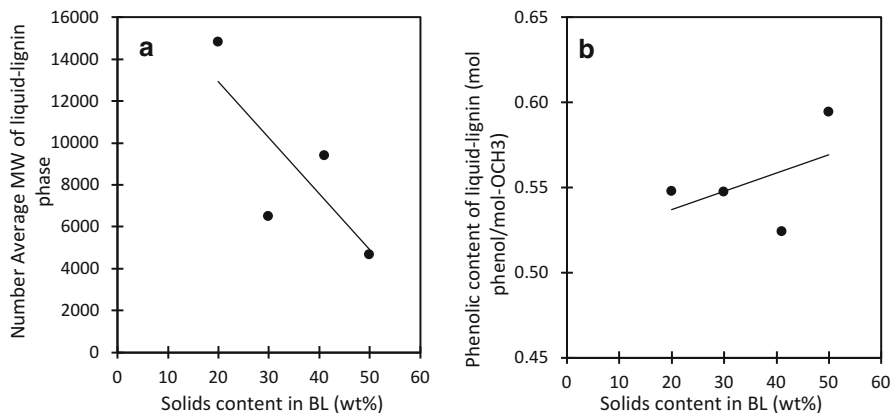 a
Number Average MW of liquid-lignin
phase
16000
14000
12000
10000
8000
6000
4000
2000
0
0 10 20 30 40 50 60
Solids content in BL (wt%)
b
Phenolic content of liquid-lignin (mol
phenol/mol-OCH3)
0.65
0.60
0.55
0.50
0.45
0 10 20 30 40 50 60
Solids content in BL (wt%)